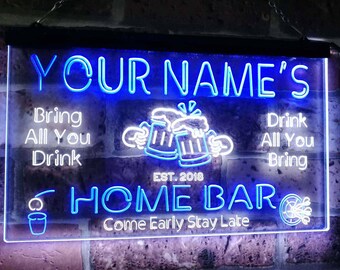 YOUR NAME'S
Bring
All You
Drink
Drink
All You
Bring
EST. 2018
HOME BAR
Come Early Stay Late